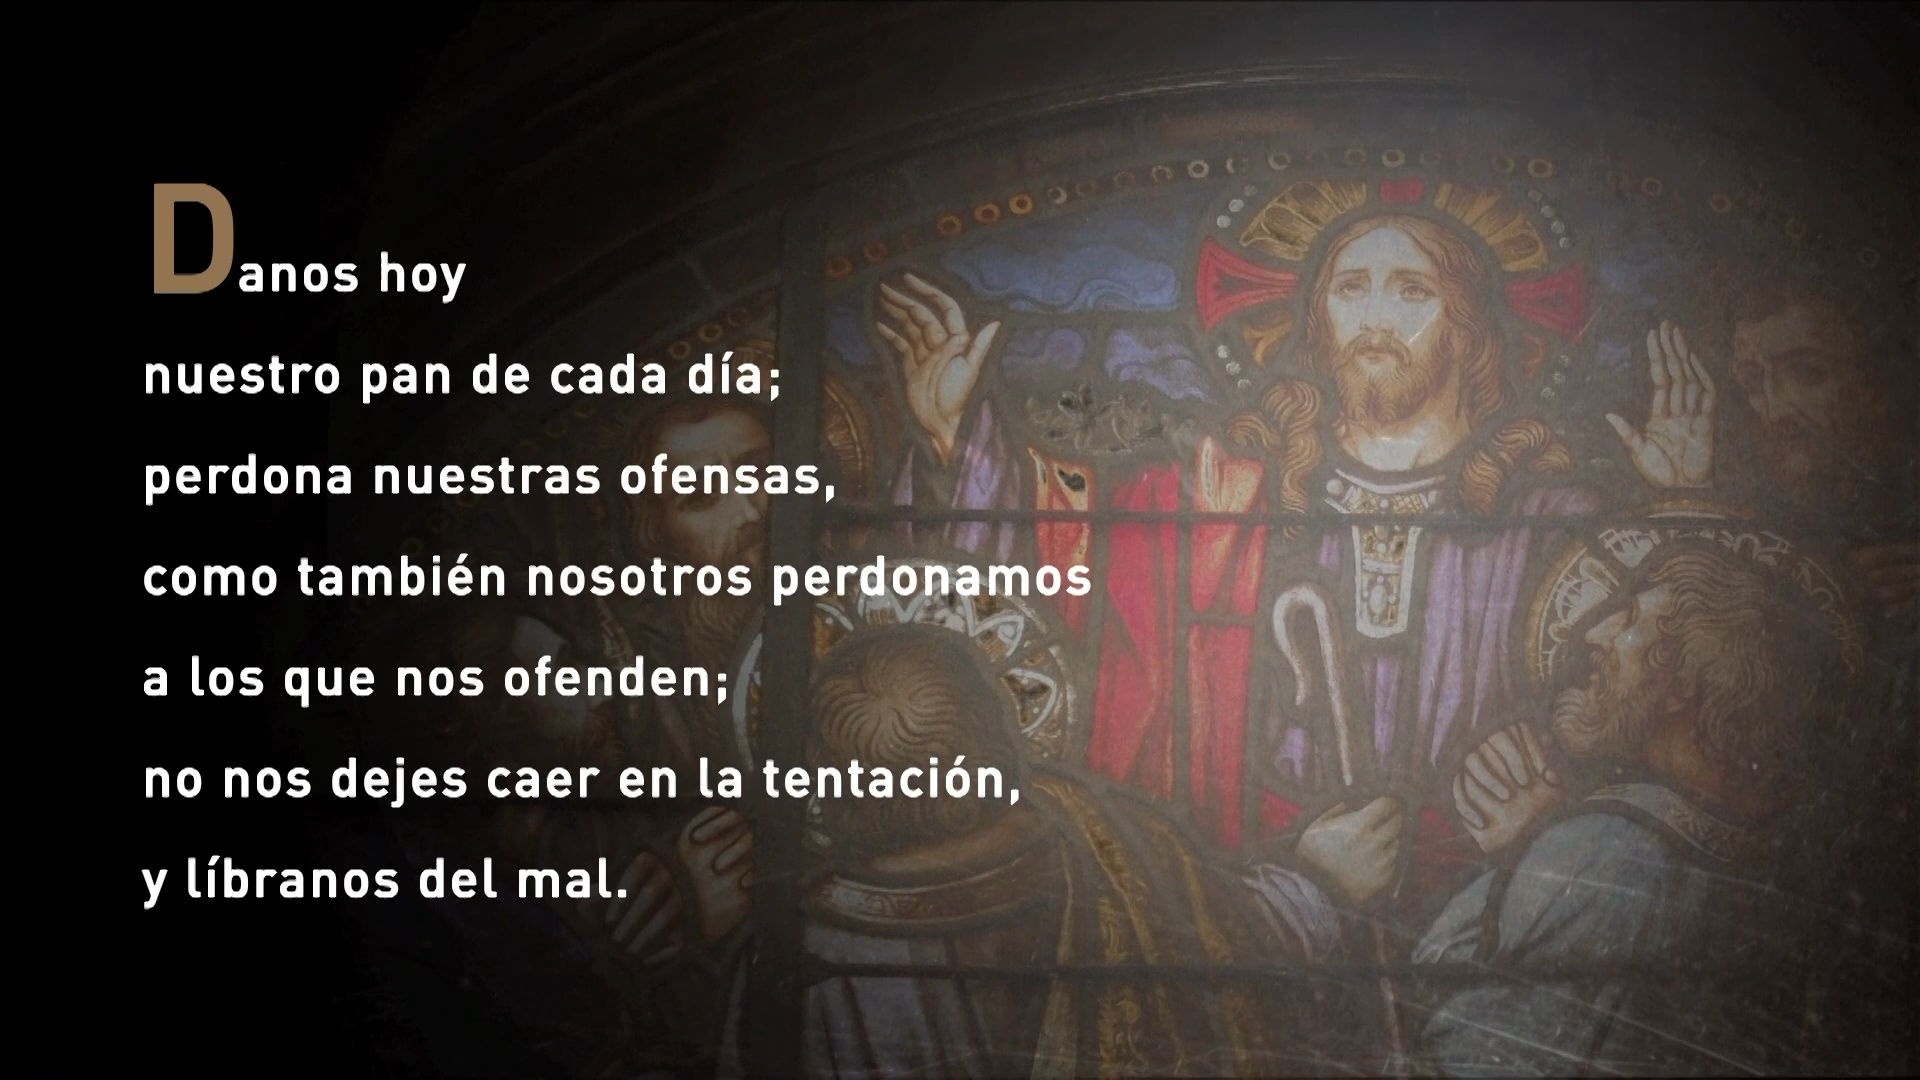 Danos hoy
nuestro pan de cada día;
perdona nuestras ofensas,
como también nosotros perdonamos
a los que nos ofenden;
no nos dejes caer en la tentación,
y líbranos del mal.